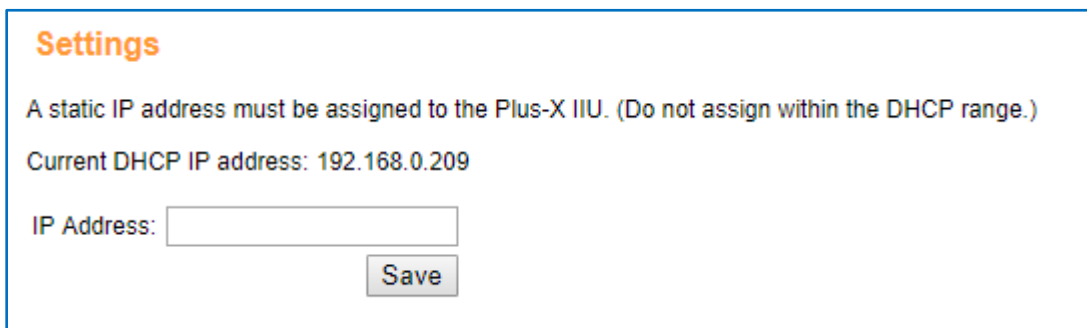 Settings
A static IP address must be assigned to the Plus-X IIU. (Do not assign within the DHCP range.)
Current DHCP IP address: 192.168.0.209
IP Address:
Save